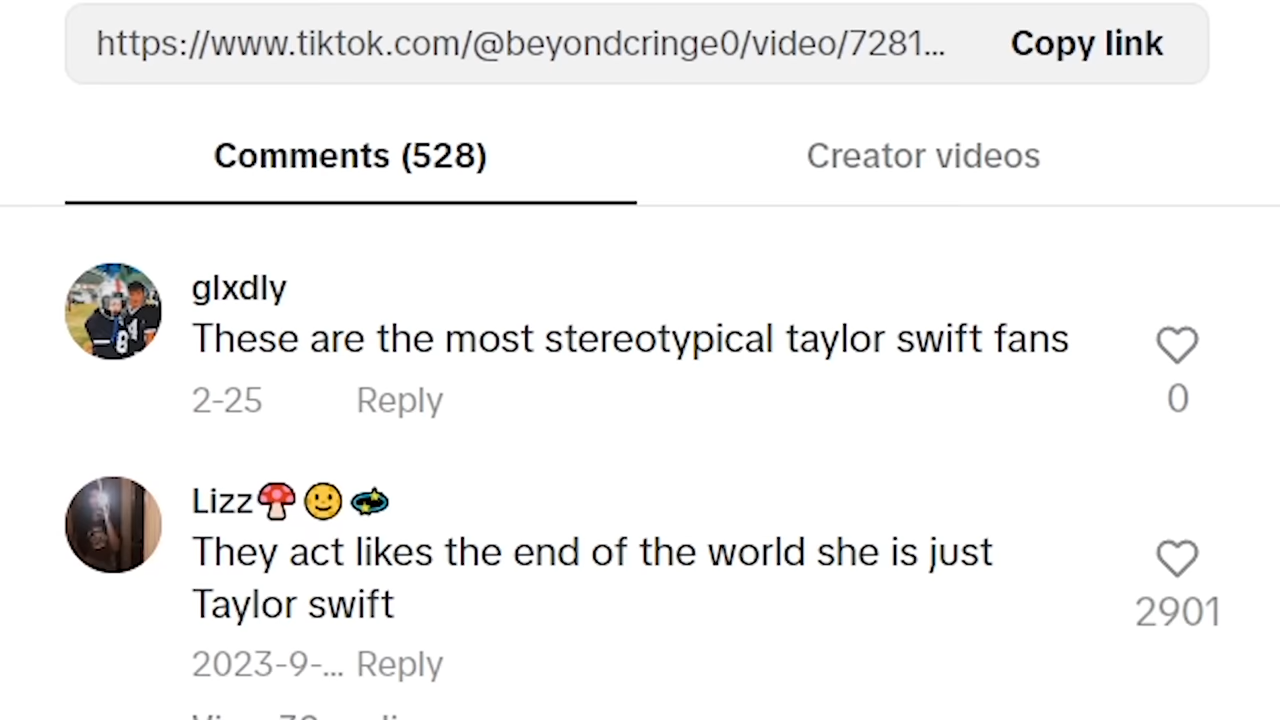 https://www.tiktok.com/@beyondcringe0/video/7281... Copy link
Comments (528) Creator videos
glxdly
These are the most stereotypical taylor swift fans
2-25 Reply
0
Lizz🍄🙂💫
They act likes the end of the world she is just
Taylor swift
2901
2023-9-... Reply